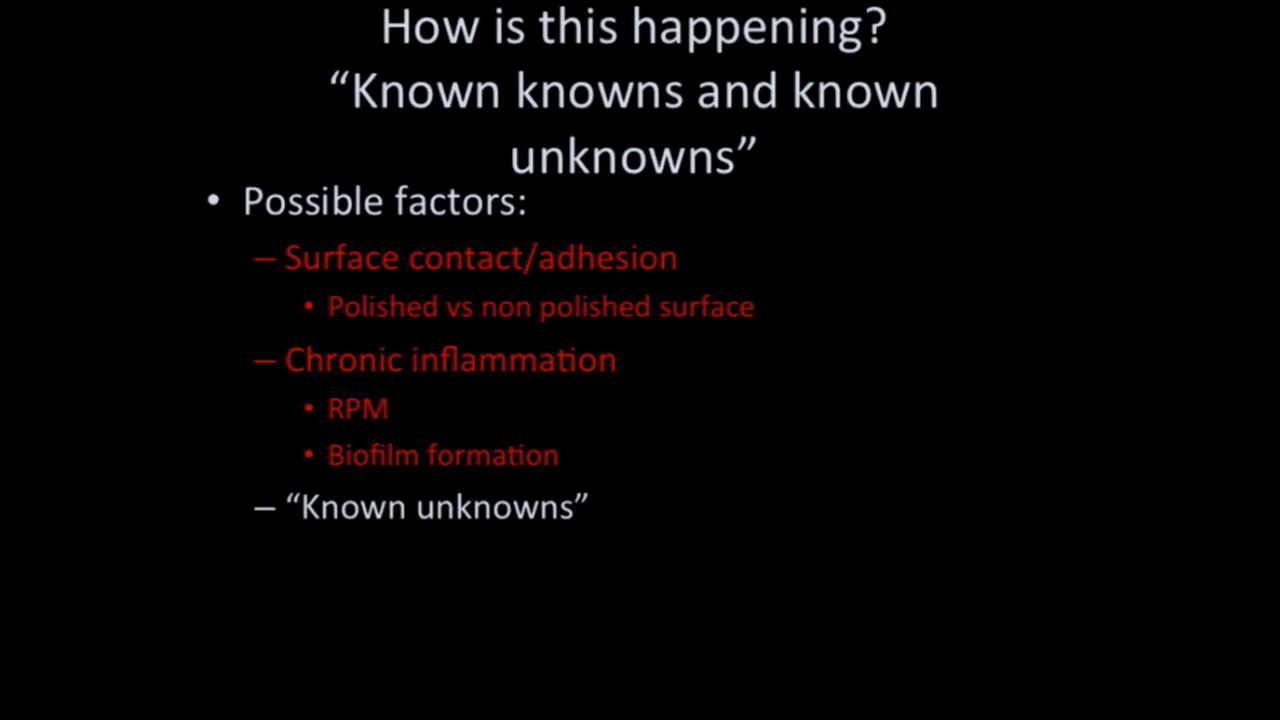 How is this happening?
“Known knowns and known
unknowns”
• Possible factors:
– Surface contact/adhesion
• Polished vs non polished surface
– Chronic inflammation
• RPM
• Biofilm formation
– “Known unknowns”